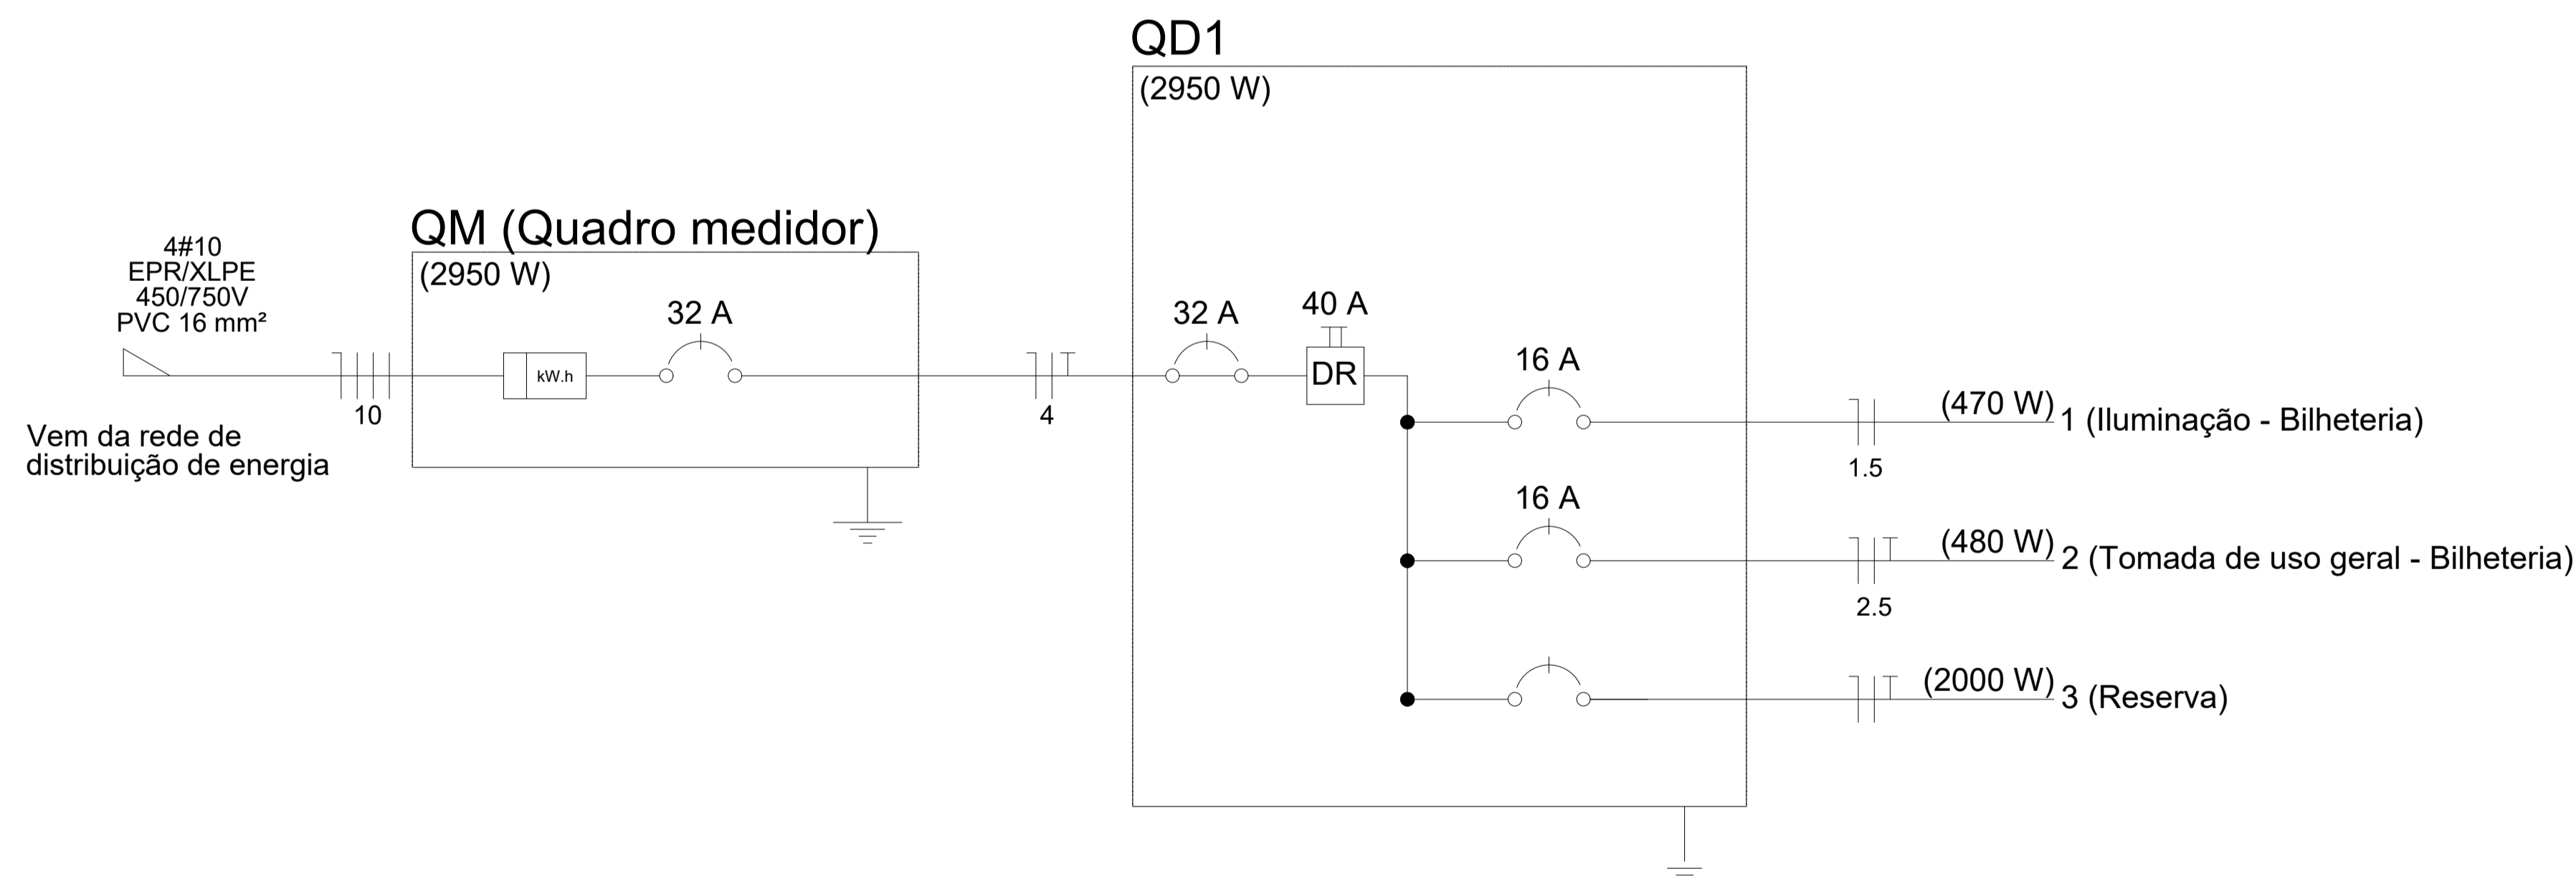 QD1
(2950 W)
QM (Quadro medidor)
(2950 W)
4#10
EPR/XLPE
450/750V
PVC 16 mm²
10
Vem da rede de
distribuição de energia
kW.h
32 A
4
32 A
40 A
DR
16 A
1.5
(470 W)
1 (Iluminação - Bilheteria)
16 A
2.5
(480 W)
2 (Tomada de uso geral - Bilheteria)
(2000 W)
3 (Reserva)